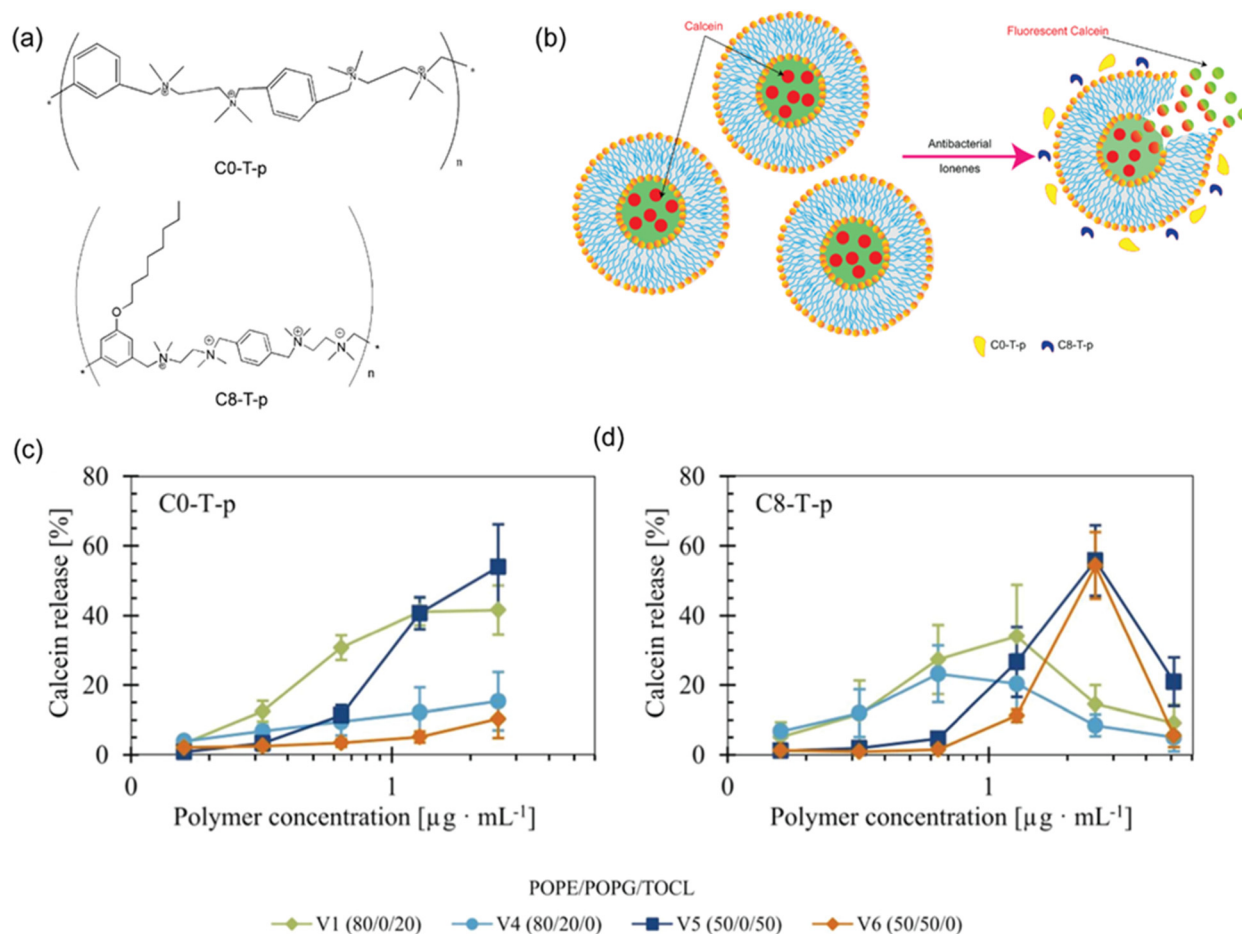 (a)
N
⊕
N
⊕
N
⊕
N
⊕
*
*
n
C0-T-p
O
N
⊕
N
⊕
N
⊕
N
⊖
*
*
n
C8-T-p
(b)
Calcein
Fluorescent Calcein
Antibacterial
Ionenes
C0-T-p C8-T-p
(c)
80
60
40
20
0
C0-T-p
Calcein release [%]
0 1
Polymer concentration [µg · mL⁻¹]
(d)
80
60
40
20
0
C8-T-p
Calcein release [%]
0 1
Polymer concentration [µg · mL⁻¹]
POPE/POPG/TOCL
V1 (80/0/20) V4 (80/20/0) V5 (50/0/50) V6 (50/50/0)